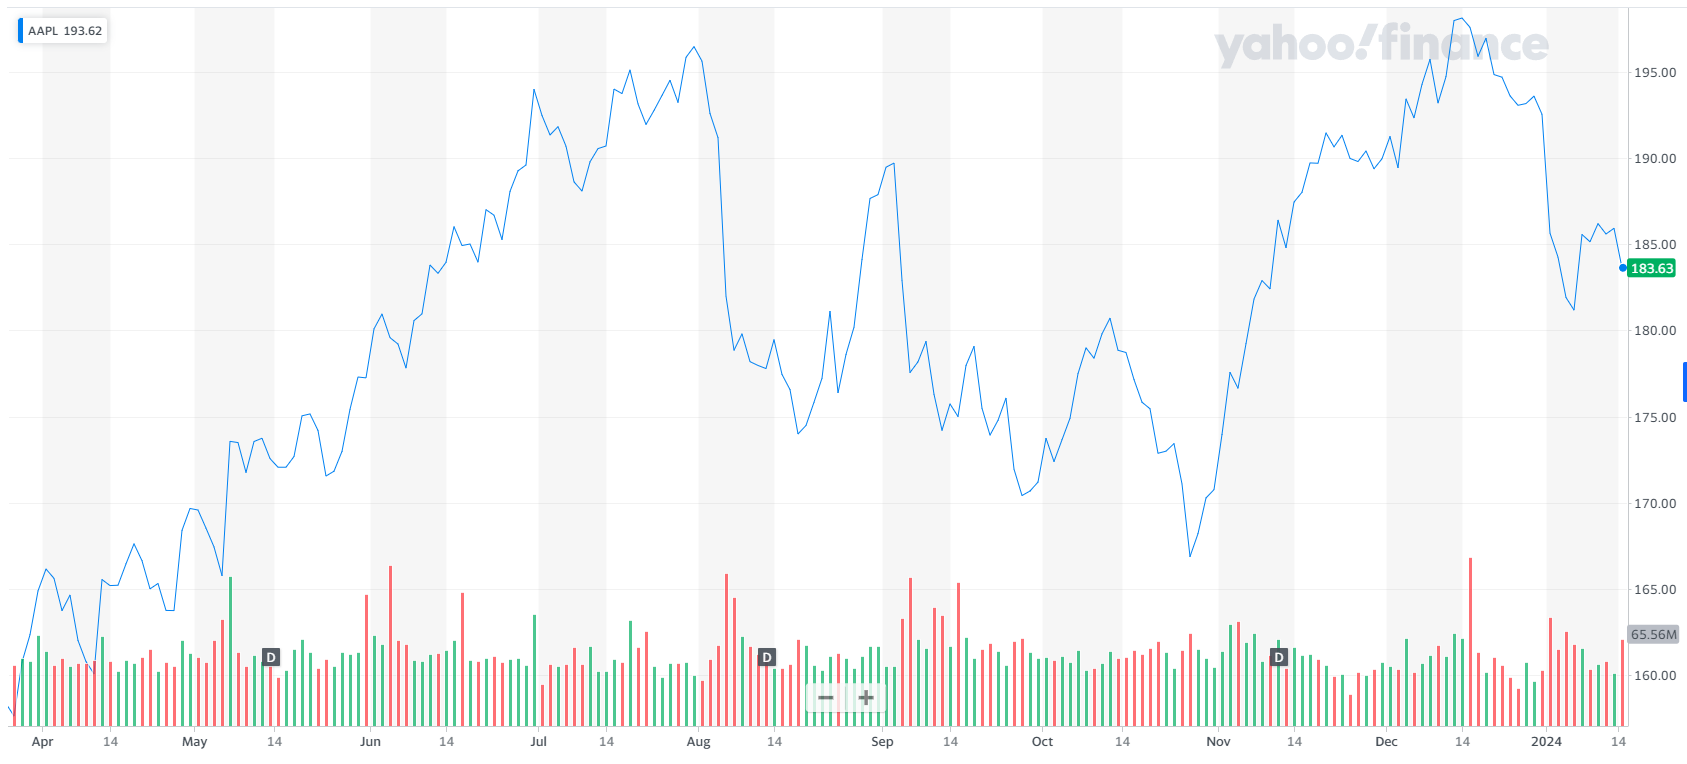 AAPL 193.62
yahoo!finance
195.00
190.00
185.00
183.63
180.00
175.00
170.00
165.00
65.56M
160.00
D D D
− +
Apr 14 May 14 Jun 14 Jul 14 Aug 14 Sep 14 Oct 14 Nov 14 Dec 14 2024 14